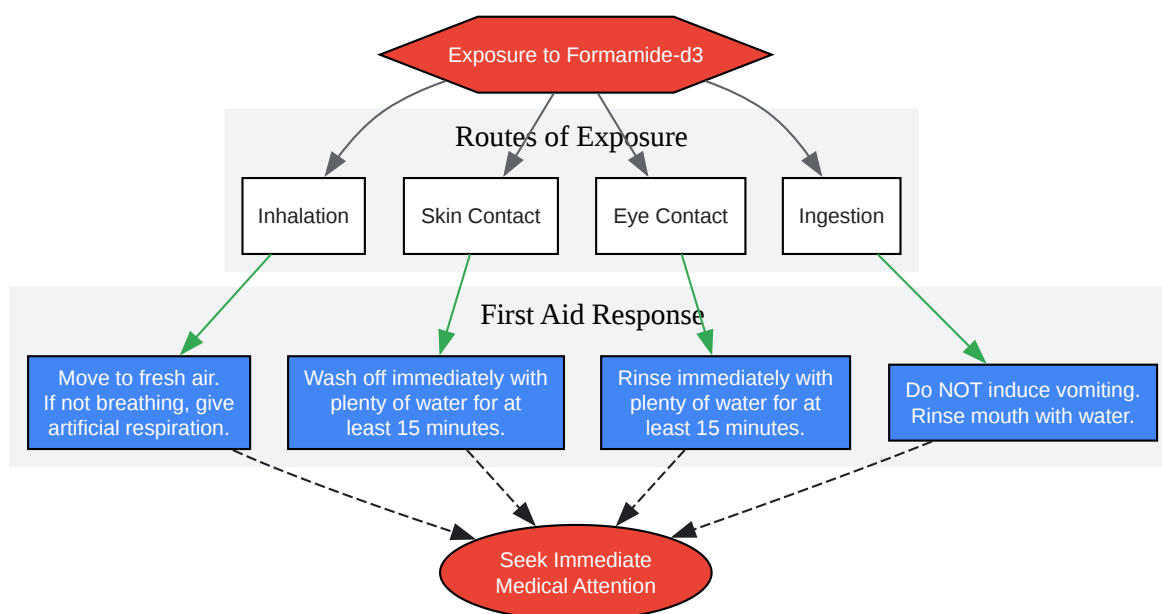 Exposure to Formamide-d3
Routes of Exposure
Inhalation
Skin Contact
Eye Contact
Ingestion
First Aid Response
Move to fresh air.
If not breathing, give
artificial respiration.
Wash off immediately with
plenty of water for at
least 15 minutes.
Rinse immediately with
plenty of water for at
least 15 minutes.
Do NOT induce vomiting.
Rinse mouth with water.
Seek Immediate
Medical Attention